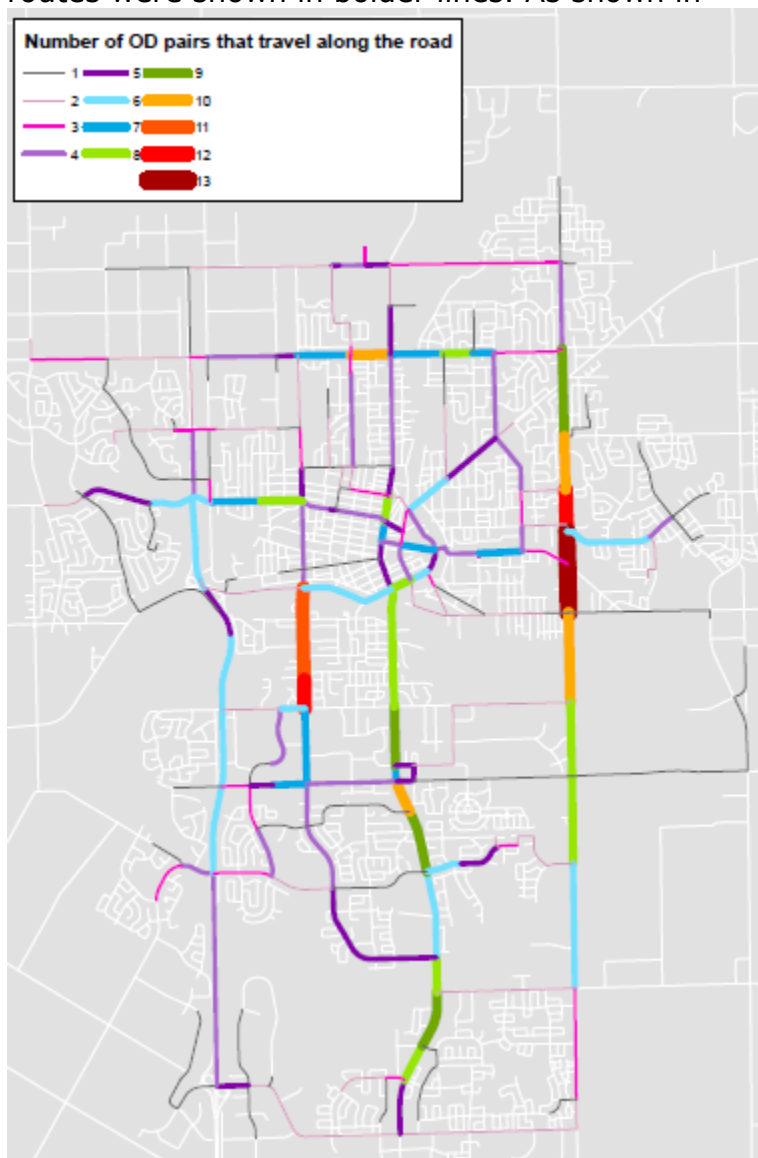 routes were shown in bolder lines. As shown in
Number of OD pairs that travel along the road
1 5 9
2 6 10
3 7 11
4 8 12
13